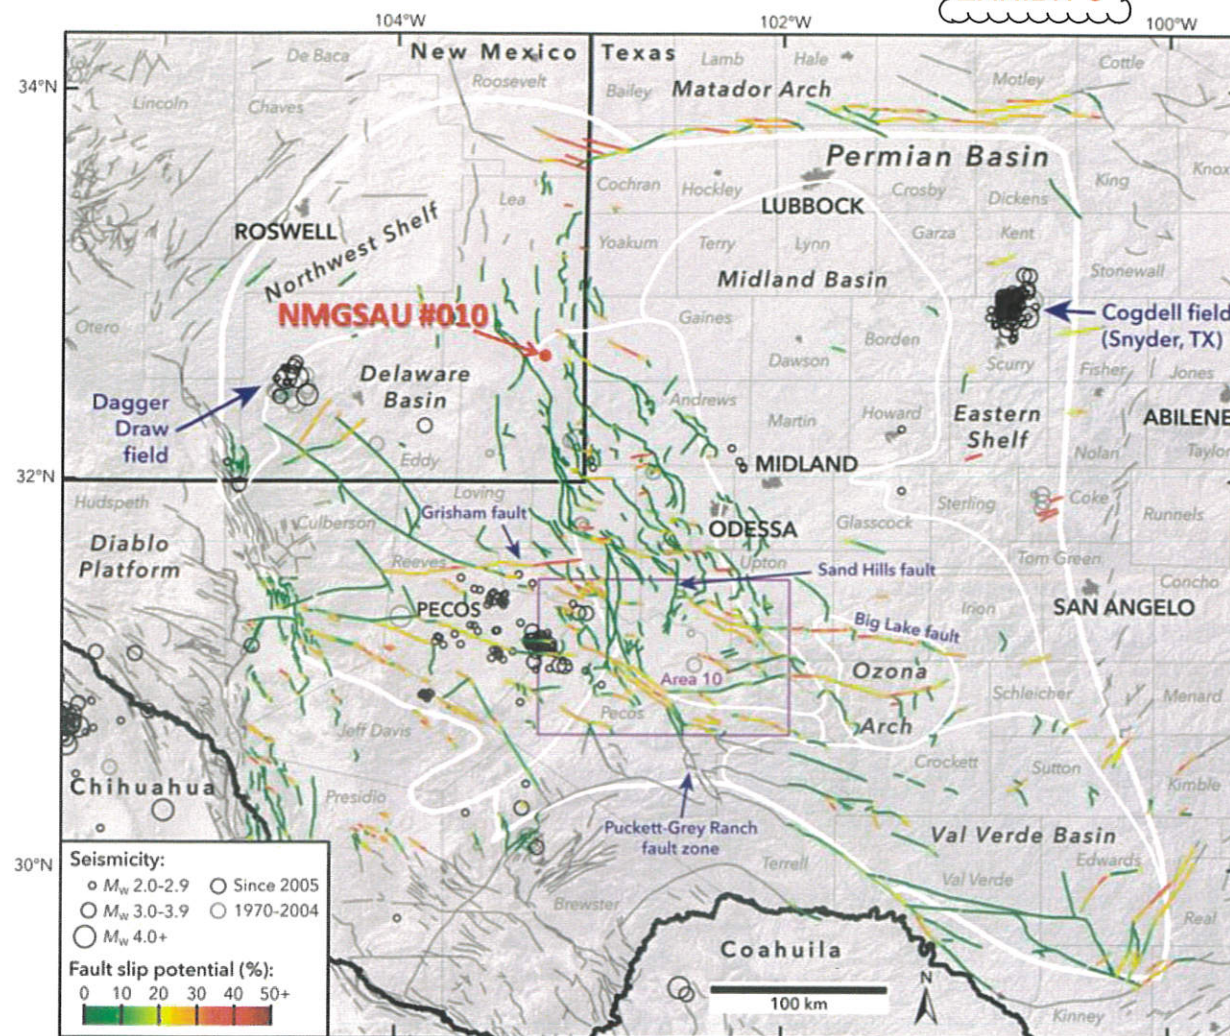 104°W
102°W
100°W
34°N
32°N
30°N
New Mexico
Texas
De Baca
Roosevelt
Lamb
Hale
Motley
Cottle
Lincoln
Chaves
Bailey
Matador Arch
Permian Basin
Lea
Cochran
Hockley
Crosby
Dickens
King
Knox
ROSWELL
Northwest Shelf
LUBBOCK
Yoakum
Terry
Lynn
Garza
Kent
Stonewall
Midland Basin
NMGSAU #010
Otero
Gaines
Dawson
Borden
Scurry
Fisher
Jones
Cogdell field
(Snyder, TX)
Dagger
Draw
field
Delaware
Basin
Andrews
Martin
Howard
Eastern
Shelf
ABILENE
Nolan
Taylor
Eddy
MIDLAND
Hudspeth
Culberson
Loving
Grisham fault
ODESSA
Glasscock
Sterling
Coke
Runnels
Diablo
Platform
Reeves
Upton
Sand Hills fault
Tom Green
Concho
PECOS
Irion
SAN ANGELO
Big Lake fault
Area 10
Ozona
Arch
Schleicher
Menard
Jeff Davis
Pecos
Crockett
Sutton
Kimble
Chihuahua
Presidio
Puckett-Grey Ranch
fault zone
Terrell
Val Verde Basin
Val Verde
Edwards
Real
Brewster
Coahuila
N
100 km
Kinney
Seismicity:
Mw 2.0-2.9
Since 2005
Mw 3.0-3.9
1970-2004
Mw 4.0+
Fault slip potential (%):
0 10 20 30 40 50+